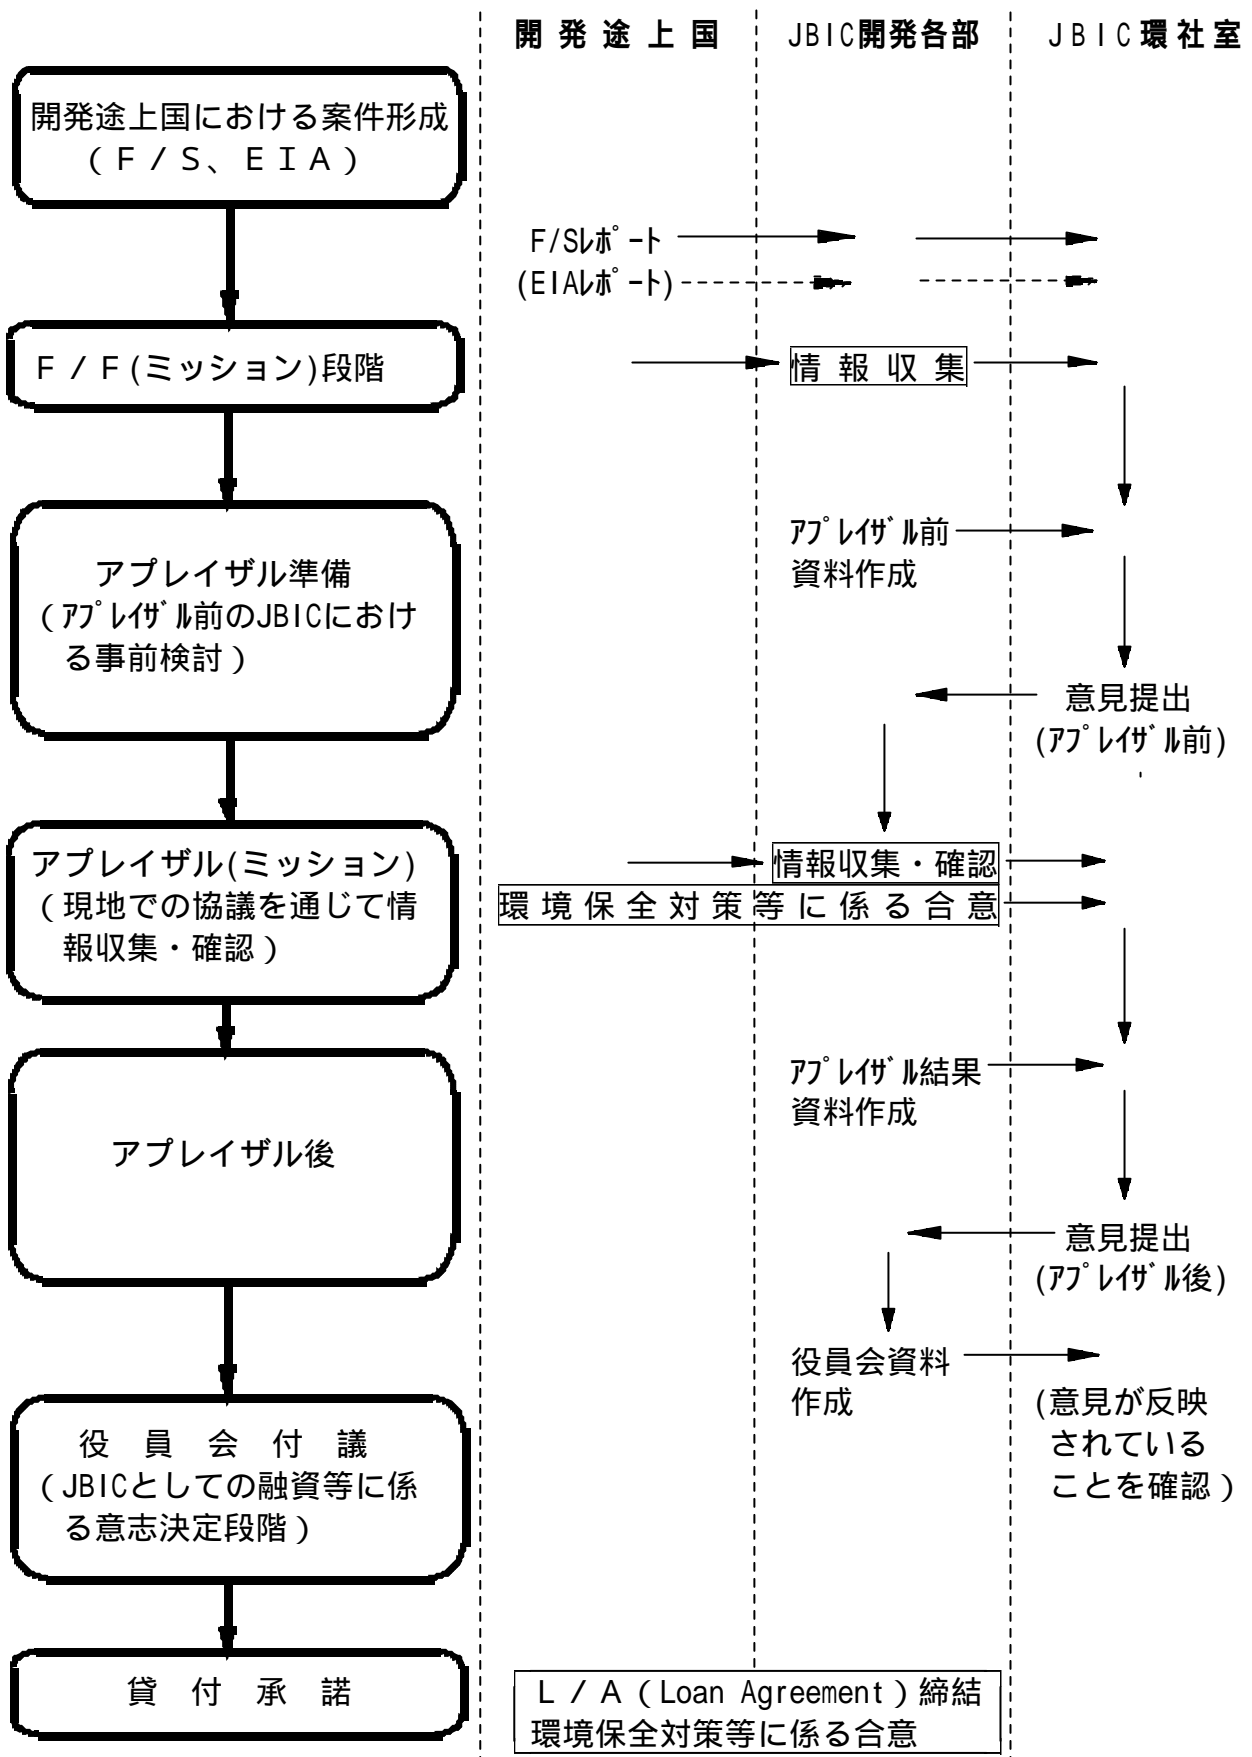 開発途上国 JBIC開発各部 JBIC環社室
開発途上国における案件形成
（Ｆ/Ｓ、ＥＩＡ）
F/Sﾚﾎﾟｰﾄ
(EIAﾚﾎﾟｰﾄ)
Ｆ/Ｆ(ミッション)段階
情報収集
アプレイザル準備
（ｱﾌﾟﾚｲｻﾞﾙ前のJBICにおけ
る事前検討）
ｱﾌﾟﾚｲｻﾞﾙ前
資料作成
意見提出
(ｱﾌﾟﾚｲｻﾞﾙ前)
アプレイザル(ミッション)
（現地での協議を通じて情
報収集・確認）
情報収集・確認
環境保全対策等に係る合意
アプレイザル後
ｱﾌﾟﾚｲｻﾞﾙ結果
資料作成
意見提出
(ｱﾌﾟﾚｲｻﾞﾙ後)
役員会資料
作成
(意見が反映
されている
ことを確認）
役員会付議
（JBICとしての融資等に係
る意志決定段階）
貸付承諾
Ｌ/Ａ（Loan Agreement）締結
環境保全対策等に係る合意